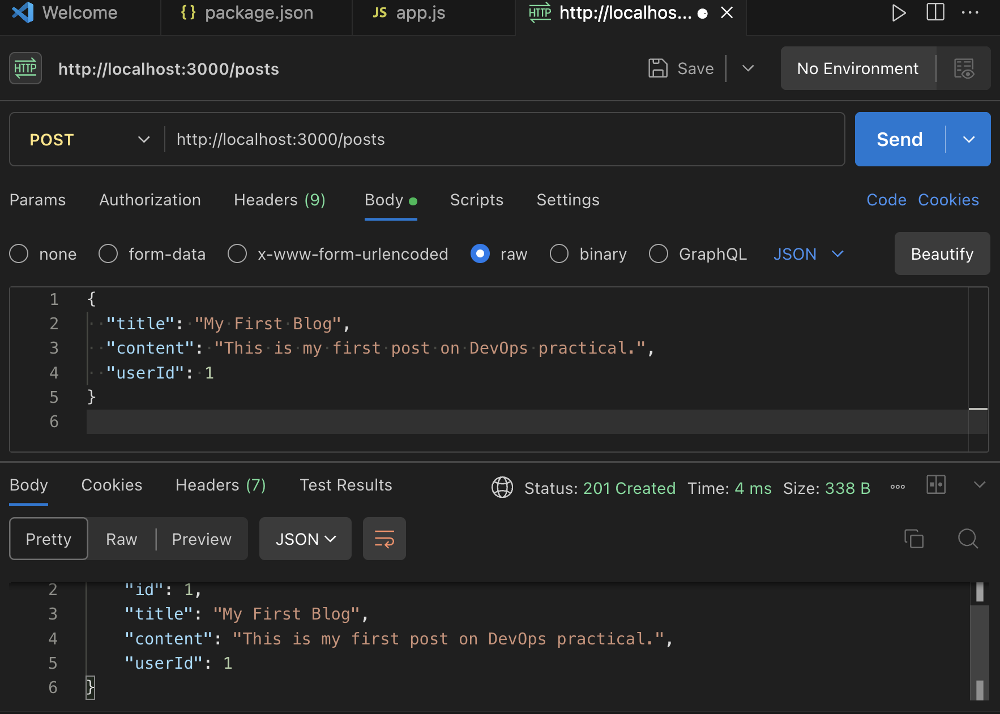 Welcome {} package.json JS app.js HTTP http://localhos...
HTTP http://localhost:3000/posts Save No Environment
POST http://localhost:3000/posts Send
Params Authorization Headers (9) Body Scripts Settings Code Cookies
none form-data x-www-form-urlencoded raw binary GraphQL JSON Beautify
1 {
2 "title": "My First Blog",
3 "content": "This is my first post on DevOps practical.",
4 "userId": 1
5 }
6
Body Cookies Headers (7) Test Results Status: 201 Created Time: 4 ms Size: 338 B
Pretty Raw Preview JSON
2 "id": 1,
3 "title": "My First Blog",
4 "content": "This is my first post on DevOps practical.",
5 "userId": 1
6 }